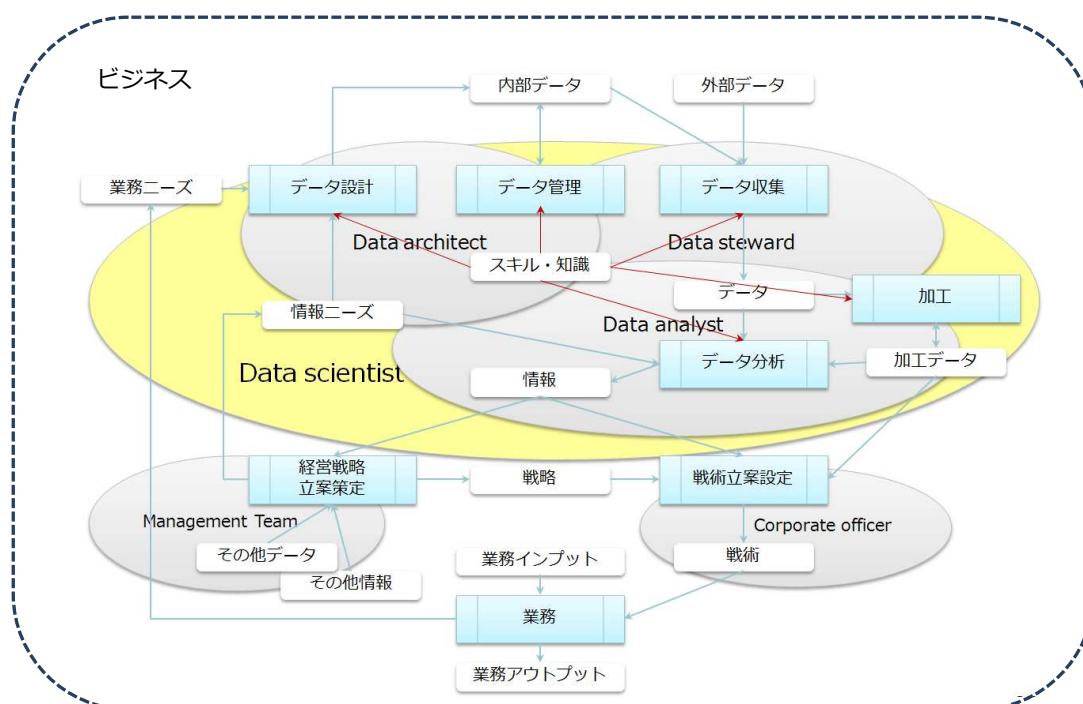 ビジネス
内部データ
外部データ
業務ニーズ
データ設計
データ管理
データ収集
Data architect
Data steward
スキル・知識
データ
加工
情報ニーズ
Data analyst
Data scientist
情報
データ分析
加工データ
経営戦略
立案策定
戦略
戦術立案設定
Management Team
Corporate officer
その他データ
その他情報
業務インプット
戦術
業務
業務アウトプット